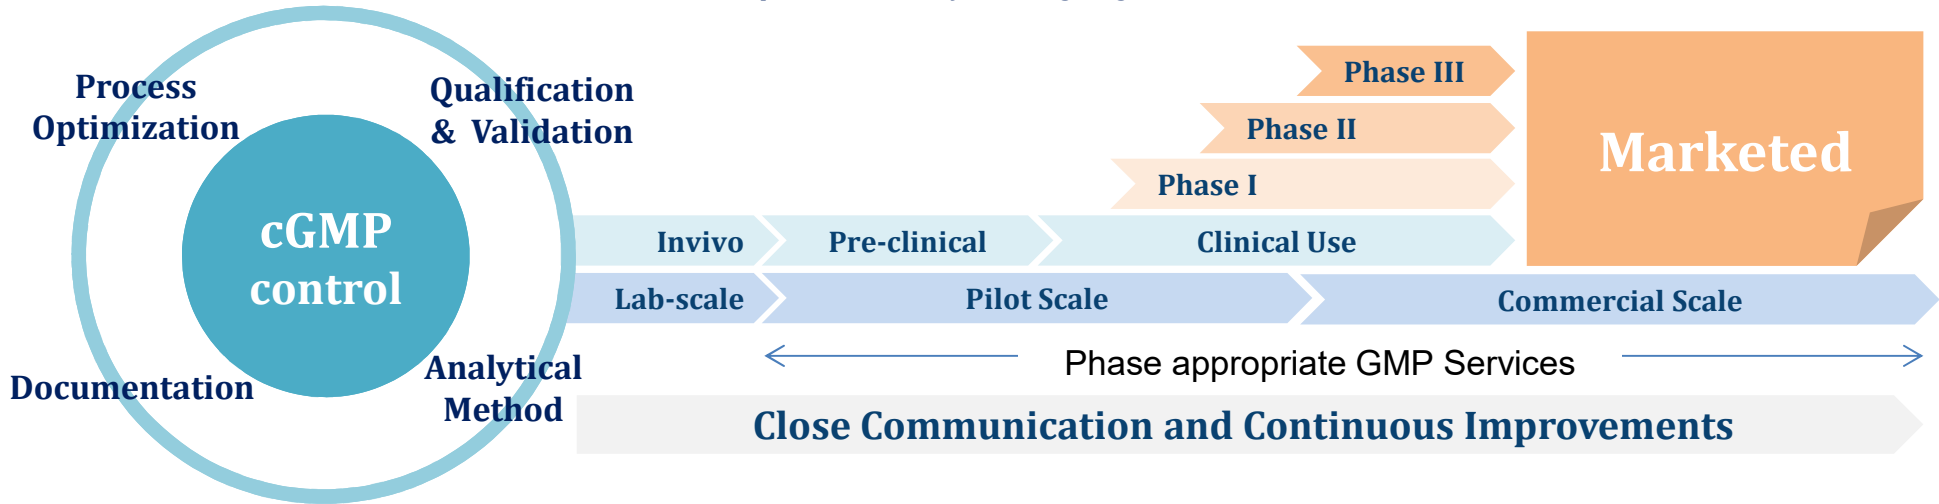 Process
Optimization
Qualification
& Validation
cGMP
control
Documentation
Analytical
Method
Phase III
Phase II
Phase I
Marketed
Invivo
Pre-clinical
Clinical Use
Lab-scale
Pilot Scale
Commercial Scale
Phase appropriate GMP Services
Close Communication and Continuous Improvements